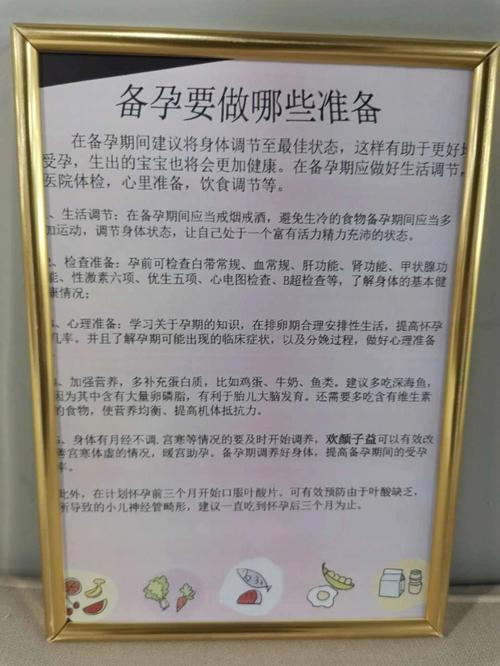 备孕要做哪些准备
在备孕期间建议将身体调节至最佳状态，这样有助于更好地
受孕，生出的宝宝也将会更加健康。在备孕期应做好生活调节，
医院体检，心里准备，饮食调节等。
、生活调节：在备孕期间应当戒烟戒酒，避免生冷的食物备孕期间应当多
加运动，调节身体状态，让自己处于一个富有活力精力充沛的状态。
、检查准备：孕前可检查白带常规、血常规、肝功能、肾功能、甲状腺功
能、性激素六项、优生五项、心电图检查、B超检查等，了解身体的基本健
康情况；
、心理准备：学习关于孕期的知识，在排卵期合理安排性生活，提高怀孕
几率。并且了解孕期可能出现的临床症状，以及分娩过程，做好心理准备
、加强营养，多补充蛋白质，比如鸡蛋、牛奶、鱼类。建议多吃深海鱼，
因为其中含有大量卵磷脂，有利于胎儿大脑发育。还需要多吃含有维生素
的食物，使营养均衡、提高机体抵抗力。
、身体有月经不调、宫寒等情况的要及时开始调养，欢颜子益可以有效改
善宫寒体虚的情况，暖宫助孕。备孕期调养好身体，提高备孕期间的受孕
率。
此外，在计划怀孕前三个月开始口服叶酸片。可有效预防由于叶酸缺乏，
所导致的小儿神经管畸形，建议一直吃到怀孕后三个月为止。